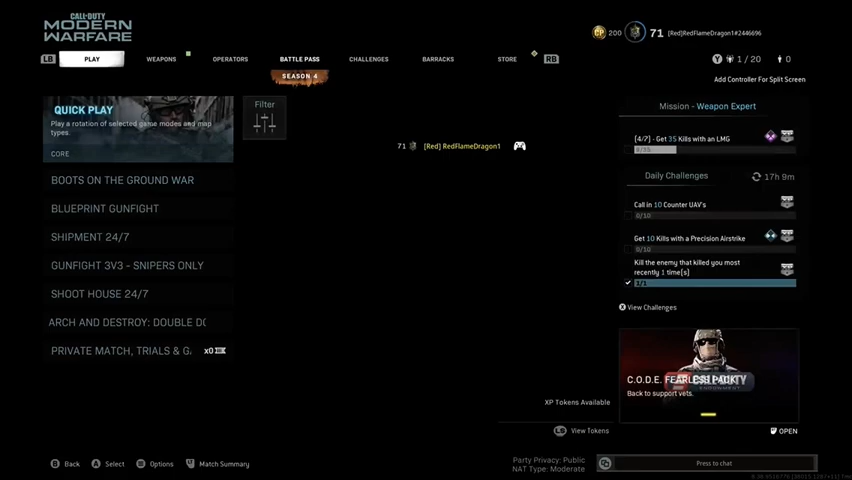 CALL OF DUTY
MODERN
WARFARE
CP 200 71 [Red]RedFlameDragon1#2446696
LB PLAY WEAPONS OPERATORS BATTLE PASS CHALLENGES BARRACKS STORE RB
SEASON 4
Y 1 / 20 0
Add Controller For Split Screen
QUICK PLAY
Play a rotation of selected game modes and map
types.
CORE
BOOTS ON THE GROUND WAR
BLUEPRINT GUNFIGHT
SHIPMENT 24/7
GUNFIGHT 3V3 - SNIPERS ONLY
SHOOT HOUSE 24/7
ARCH AND DESTROY: DOUBLE DO
PRIVATE MATCH, TRIALS & GA x0
Filter
71 [Red] RedFlameDragon1
Mission - Weapon Expert
[4/7] - Get 35 Kills with an LMG
Daily Challenges 17h 9m
Call in 10 Counter UAV's
0/10
Get 10 Kills with a Precision Airstrike
0/10
Kill the enemy that killed you most
recently 1 time(s)
1/1
X View Challenges
C.O.D.E. FEARLESS PACK
Back to support vets.
XP Tokens Available
LS View Tokens
OPEN
B Back A Select Options Match Summary
Party Privacy: Public
NAT Type: Moderate
Press to chat